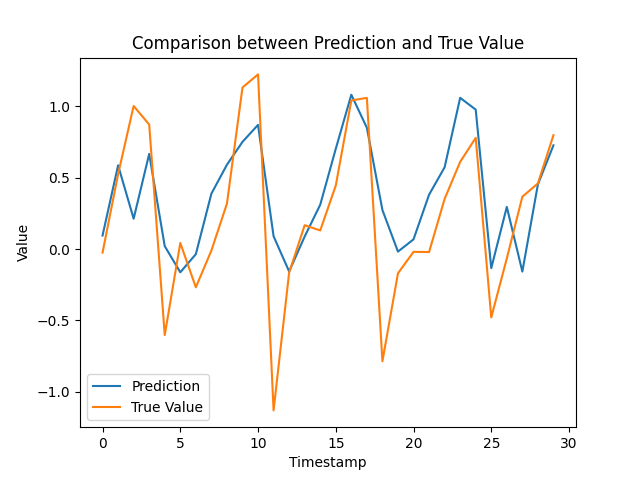 Comparison between Prediction and True Value
Value
1.0
0.5
0.0
−0.5
−1.0
Prediction
True Value
0 5 10 15 20 25 30
Timestamp